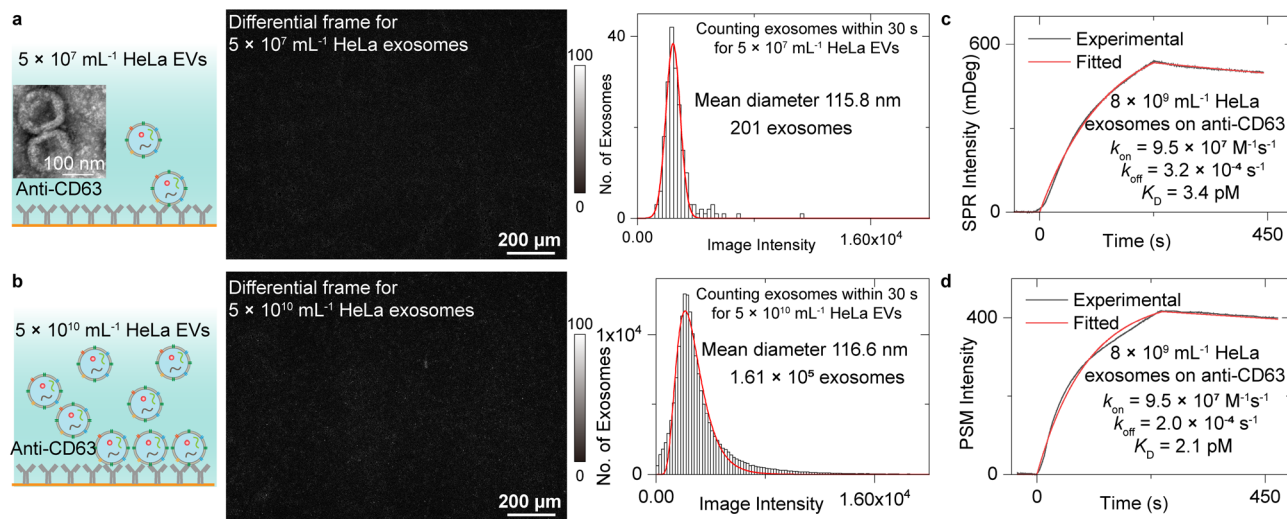 a
5 × 10⁷ mL⁻¹ HeLa EVs
100 nm
Anti-CD63
Differential frame for
5 × 10⁷ mL⁻¹ HeLa exosomes
200 µm
100
0
No. of Exosomes
40
0
Counting exosomes within 30 s
for 5 × 10⁷ mL⁻¹ HeLa EVs
Mean diameter 115.8 nm
201 exosomes
0.00
1.60x10⁴
Image Intensity
c
SPR Intensity (mDeg)
600
0
Experimental
Fitted
8 × 10⁹ mL⁻¹ HeLa
exosomes on anti-CD63
kon = 9.5 × 10⁷ M⁻¹s⁻¹
koff = 3.2 × 10⁻⁴ s⁻¹
KD = 3.4 pM
0
450
Time (s)
b
5 × 10¹⁰ mL⁻¹ HeLa EVs
Anti-CD63
Differential frame for
5 × 10¹⁰ mL⁻¹ HeLa exosomes
200 µm
100
0
No. of Exosomes
1x10⁴
0
Counting exosomes within 30 s
for 5 × 10¹⁰ mL⁻¹ HeLa EVs
Mean diameter 116.6 nm
1.61 × 10⁵ exosomes
0.00
1.60x10⁴
Image Intensity
d
PSM Intensity
400
0
Experimental
Fitted
8 × 10⁹ mL⁻¹ HeLa
exosomes on anti-CD63
kon = 9.5 × 10⁷ M⁻¹s⁻¹
koff = 2.0 × 10⁻⁴ s⁻¹
KD = 2.1 pM
0
450
Time (s)